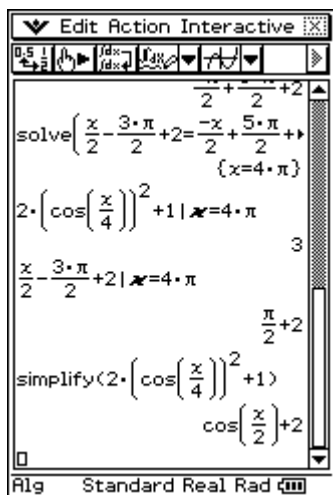 Edit Action Interactive
2 + 2 +2
solve(x/2-3·π/2+2=-x/2+5·π/2+
{x=4·π}
2·(cos(x/4))^2+1|x=4·π
3
x/2-3·π/2+2|x=4·π
π/2+2
simplify(2·(cos(x/4))^2+1)
cos(x/2)+2
Alg Standard Real Rad